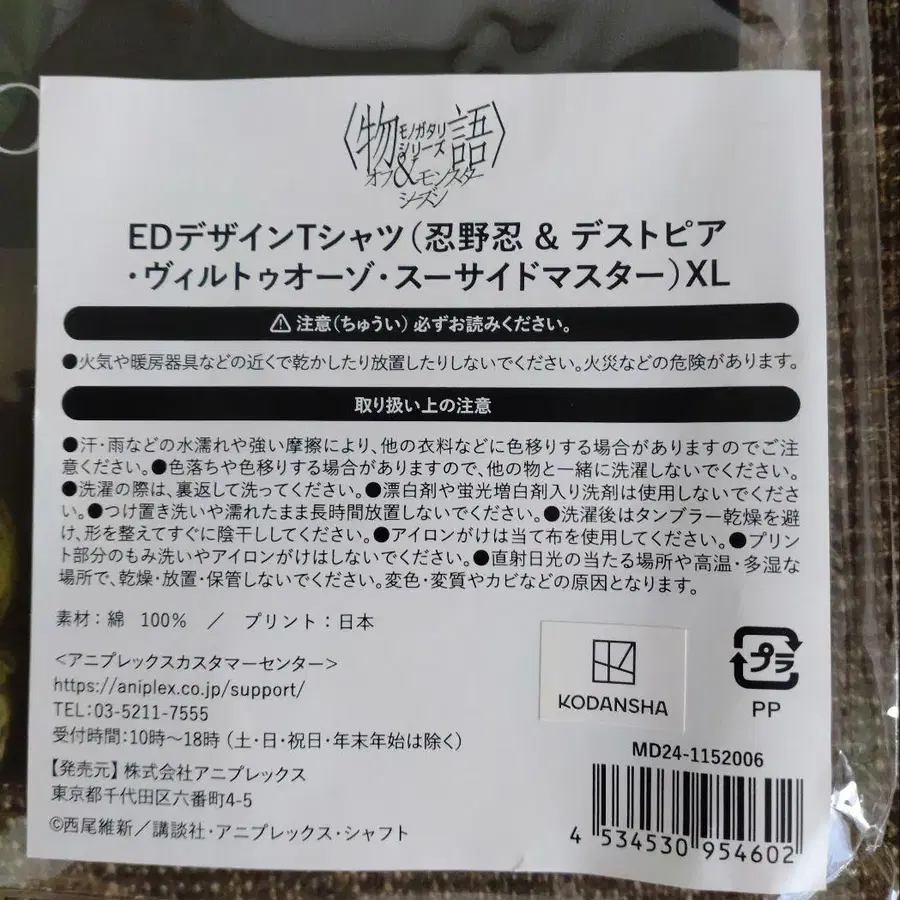 〈物語〉
モノガタリ
シリーズ
オフ&モンスター
シーズン
EDデザインTシャツ(忍野忍 & デストピア
・ヴィルトゥオーゾ・スーサイドマスター)XL
⚠注意(ちゅうい)必ずお読みください。
●火気や暖房器具などの近くで乾かしたり放置したりしないでください。火災などの危険があります。
取り扱い上の注意
●汗・雨などの水濡れや強い摩擦により、他の衣料などに色移りする場合がありますのでご注
意ください。●色落ちや色移りする場合がありますので、他の物と一緒に洗濯しないでください。
●洗濯の際は、裏返して洗ってください。●漂白剤や蛍光増白剤入り洗剤は使用しないでくださ
い。●つけ置き洗いや濡れたまま長時間放置しないでください。●洗濯後はタンブラー乾燥を避
け、形を整えてすぐに陰干ししてください。●アイロンがけは当て布を使用してください。●プリン
ト部分のもみ洗いやアイロンがけはしないでください。●直射日光の当たる場所や高温・多湿な
場所で、乾燥・放置・保管しないでください。変色・変質やカビなどの原因となります。
素材：綿 100% ／ プリント：日本
<アニプレックスカスタマーセンター>
https://aniplex.co.jp/support/
TEL：03-5211-7555
受付時間：10時～18時 (土・日・祝日・年末年始は除く)
【発売元】株式会社アニプレックス
東京都千代田区六番町4-5
©西尾維新／講談社・アニプレックス・シャフト
KODANSHA
プラ
PP
MD24-1152006
4 534530 954602